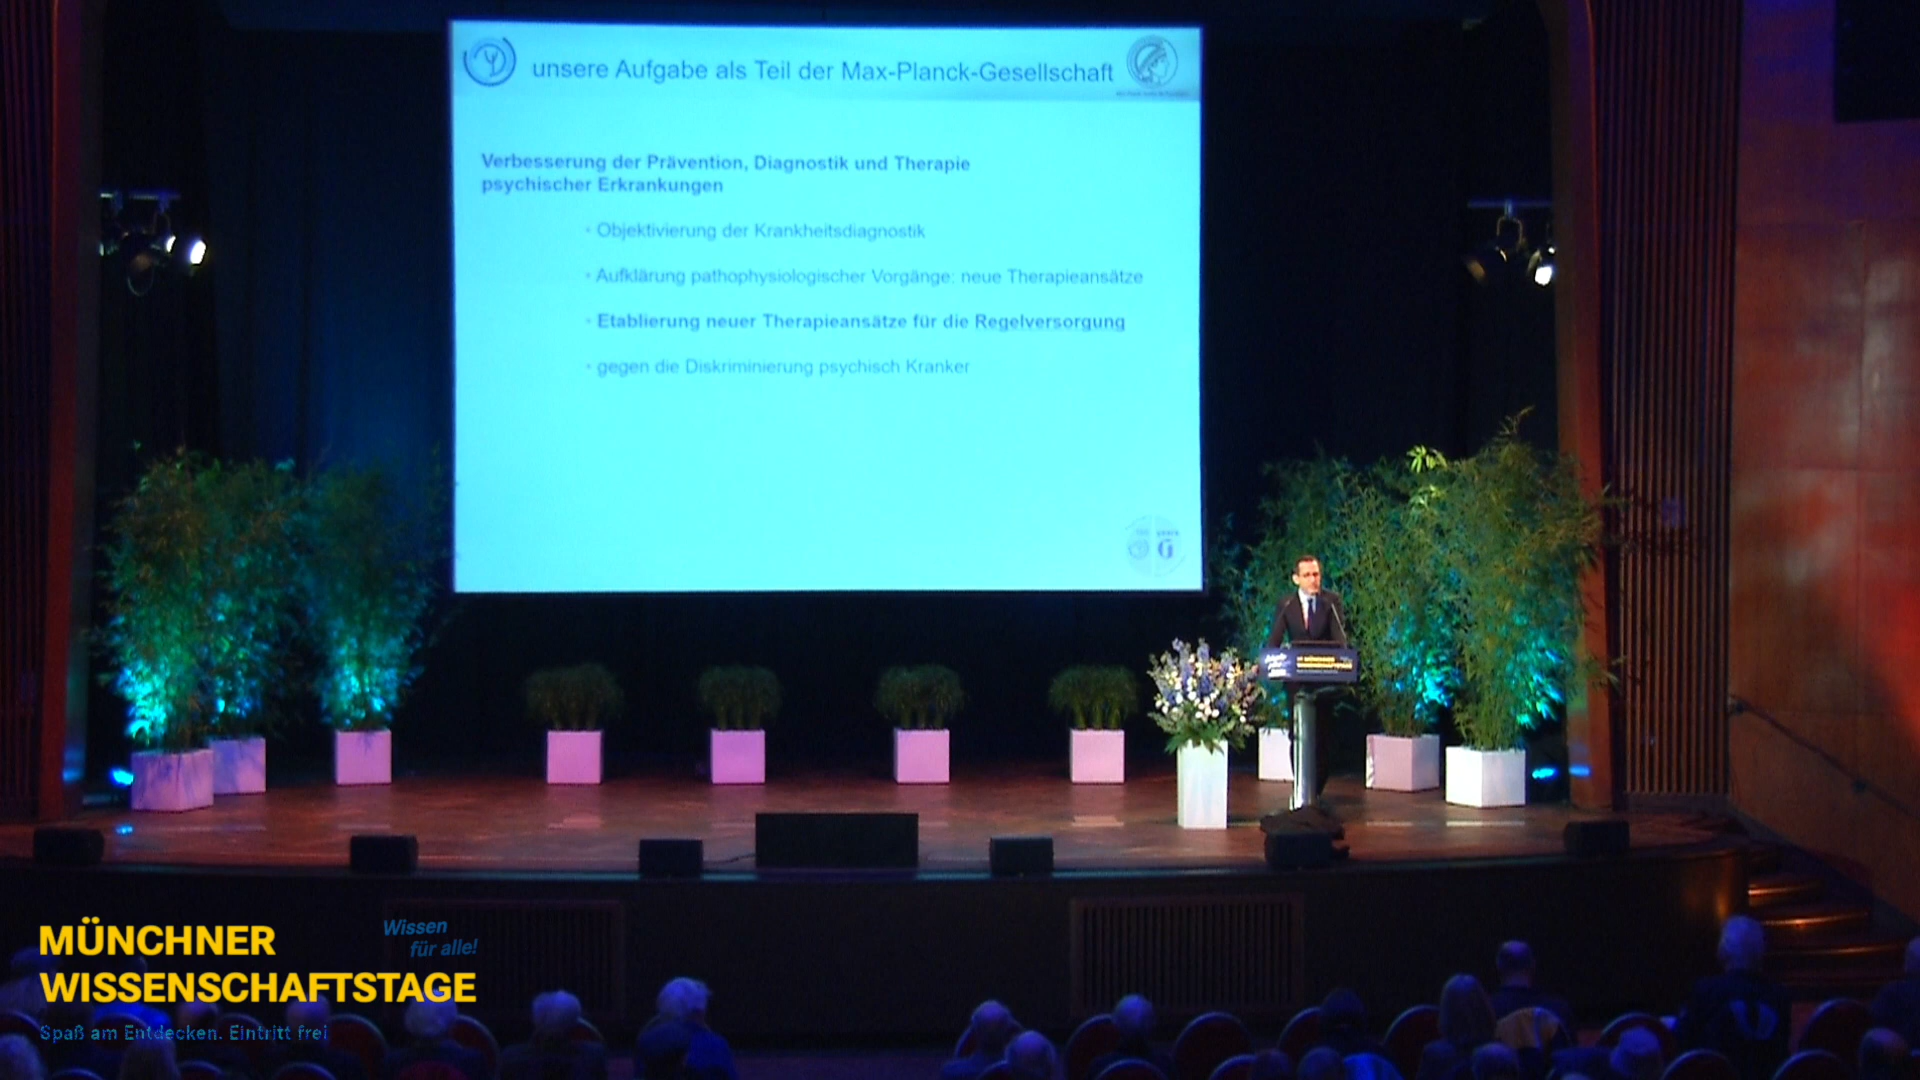 unsere Aufgabe als Teil der Max-Planck-Gesellschaft
Verbesserung der Prävention, Diagnostik und Therapie
psychischer Erkrankungen
• Objektivierung der Krankheitsdiagnostik
• Aufklärung pathophysiologischer Vorgänge: neue Therapieansätze
• Etablierung neuer Therapieansätze für die Regelversorgung
• gegen die Diskriminierung psychisch Kranker
MÜNCHNER
WISSENSCHAFTSTAGE
MÜNCHNER
WISSENSCHAFTSTAGE
Wissen
für alle!
Spaß am Entdecken. Eintritt frei